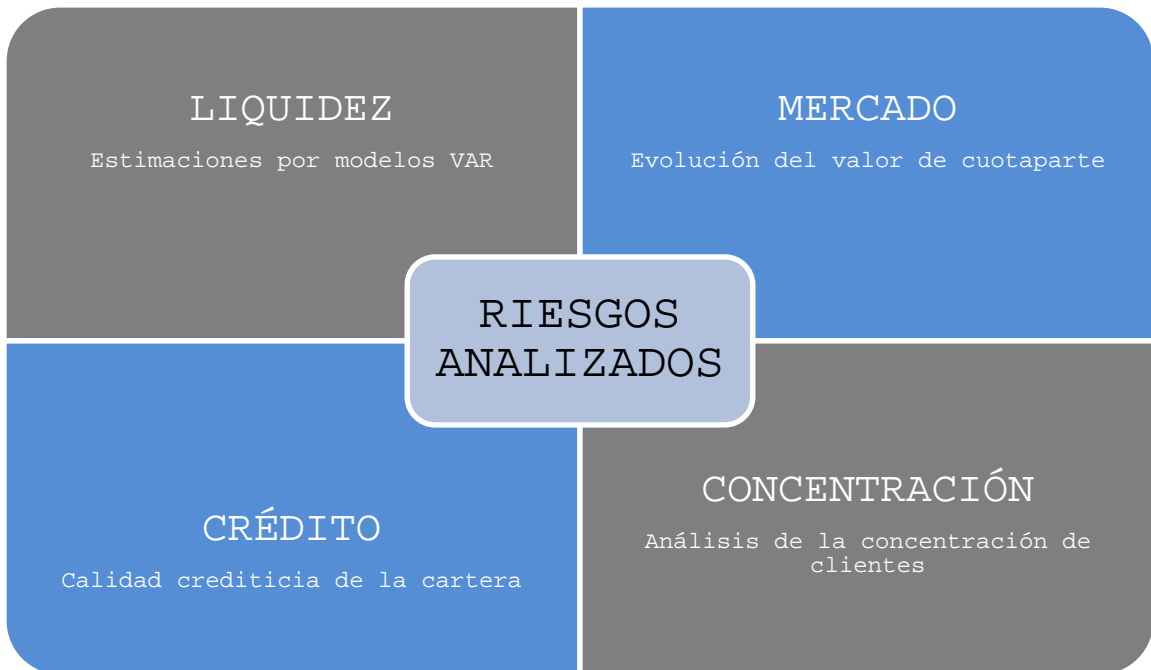 LIQUIDEZ
Estimaciones por modelos VAR
MERCADO
Evolución del valor de cuotaparte
RIESGOS
ANALIZADOS
CRÉDITO
Calidad crediticia de la cartera
CONCENTRACIÓN
Análisis de la concentración de
clientes